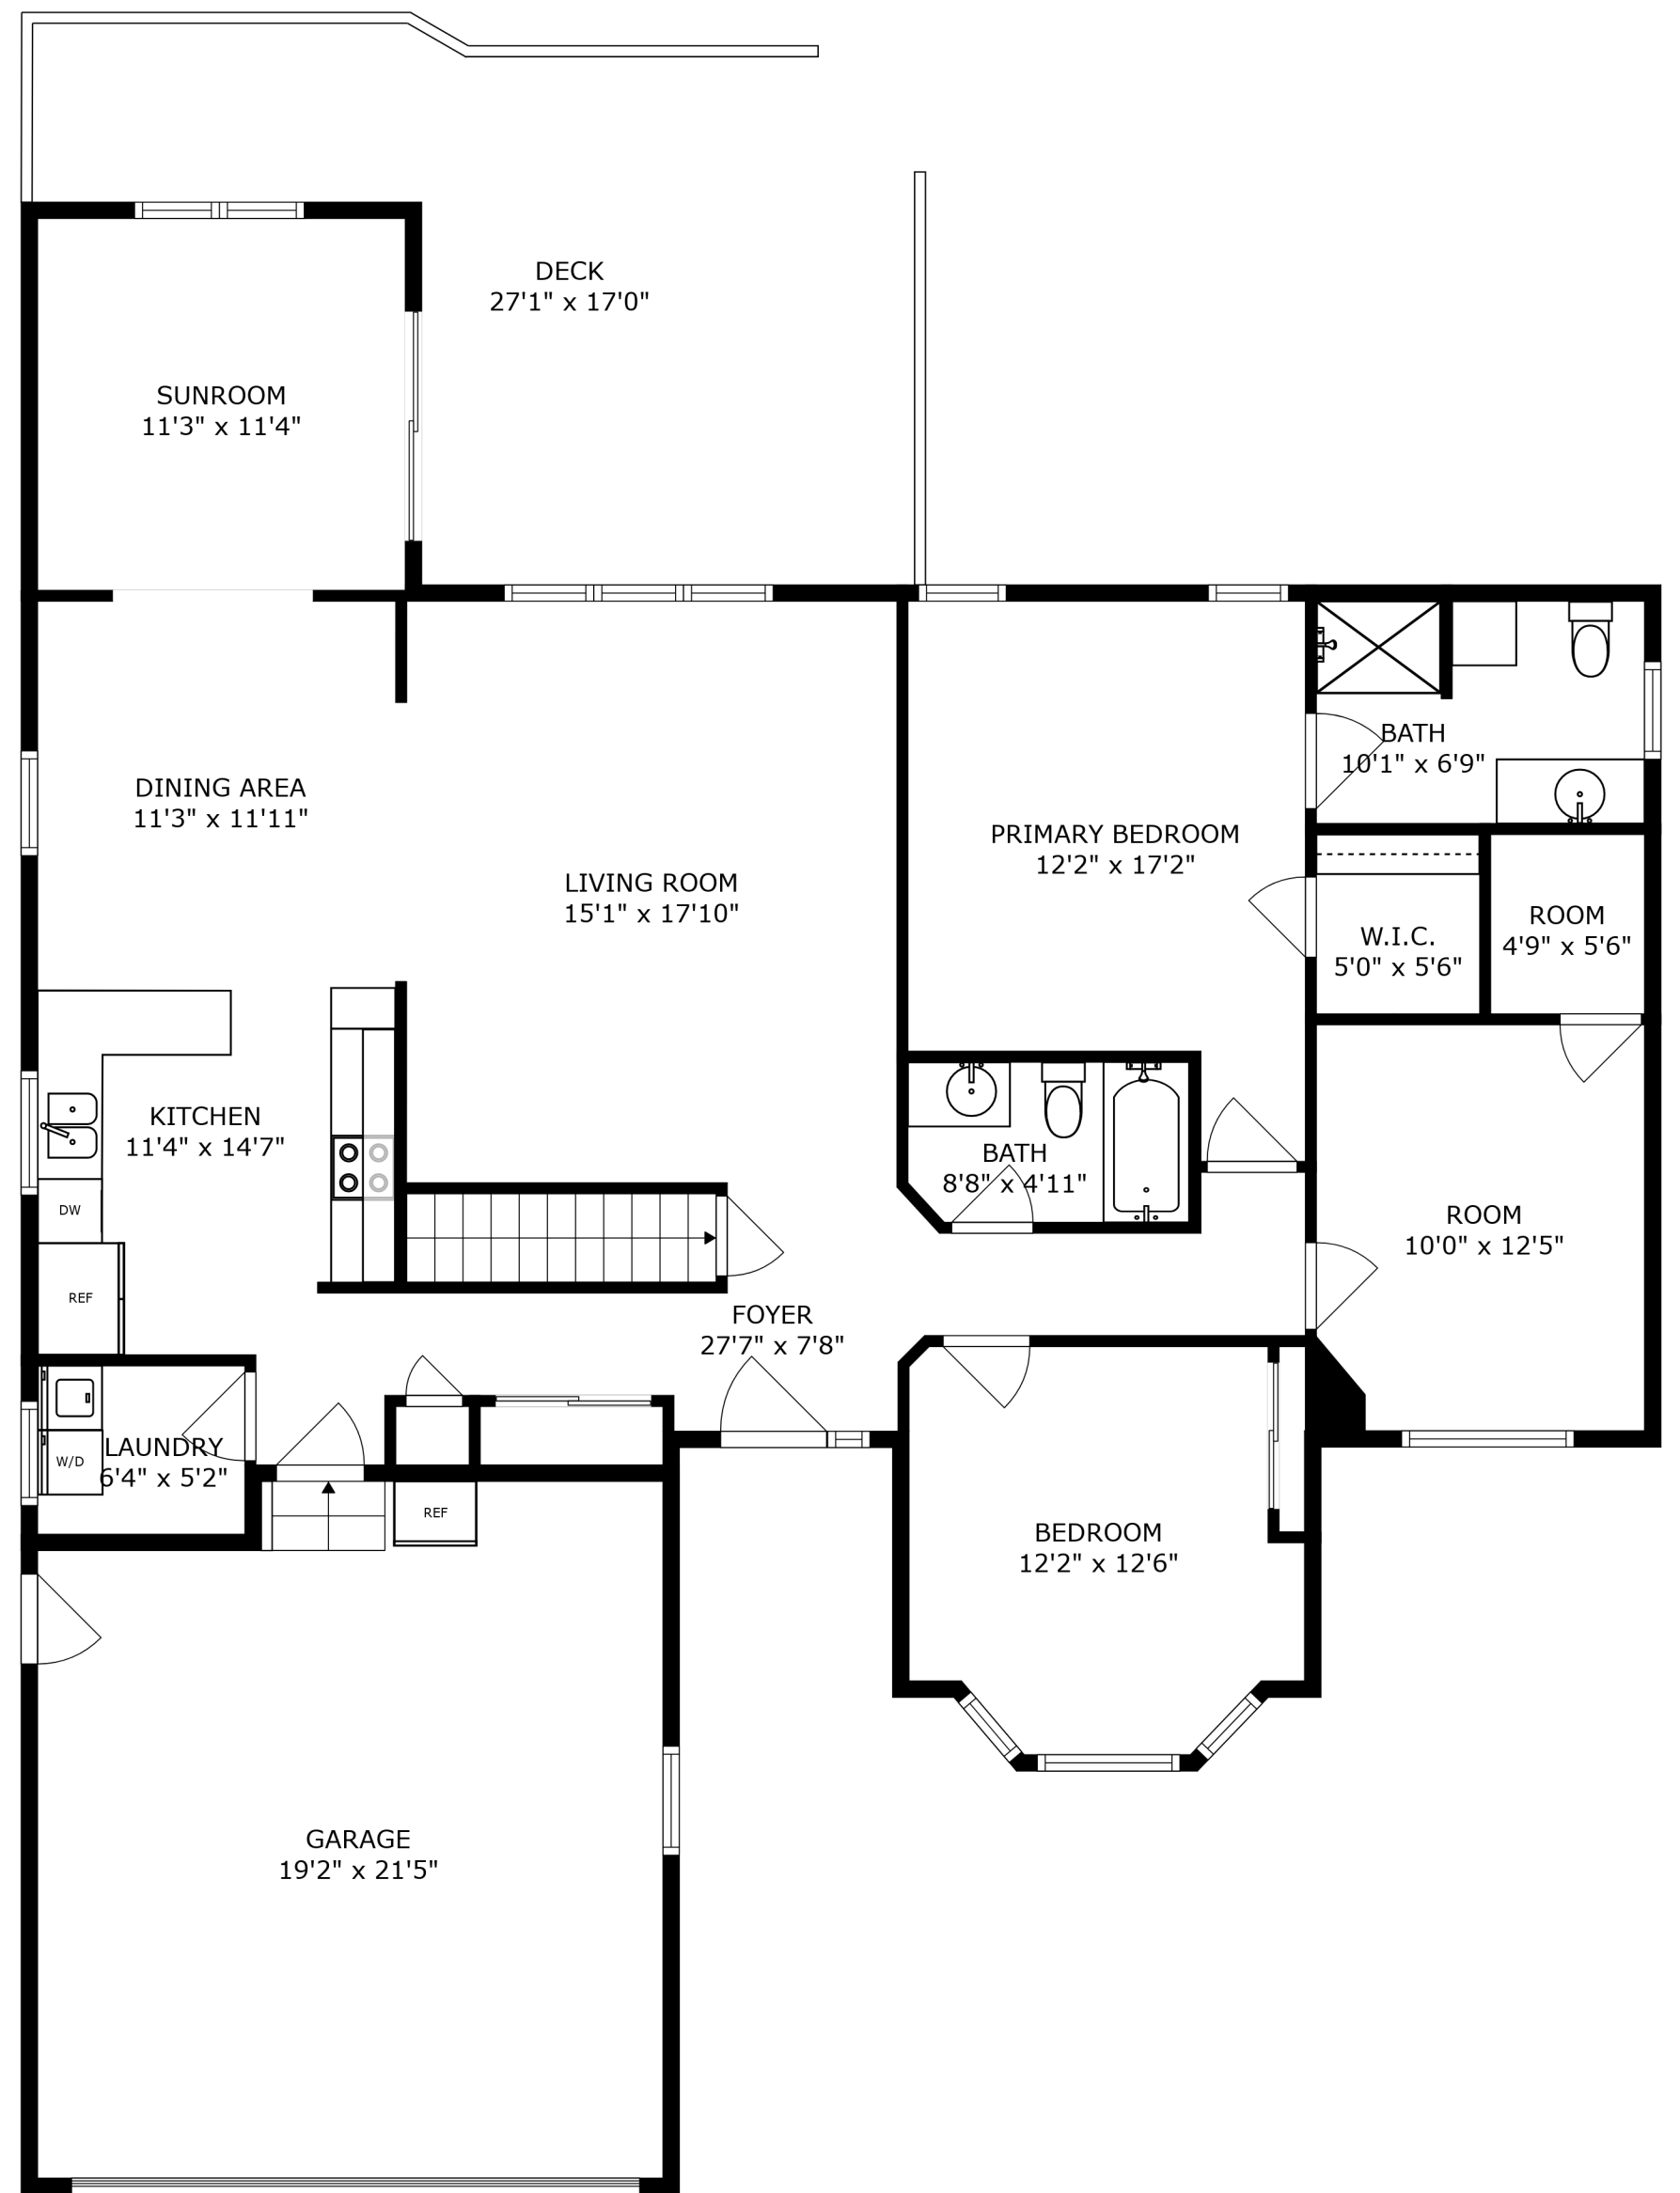 DECK
27'1" x 17'0"
SUNROOM
11'3" x 11'4"
DINING AREA
11'3" x 11'11"
LIVING ROOM
15'1" x 17'10"
PRIMARY BEDROOM
12'2" x 17'2"
BATH
10'1" x 6'9"
W.I.C.
5'0" x 5'6"
ROOM
4'9" x 5'6"
KITCHEN
11'4" x 14'7"
DW
REF
BATH
8'8" x 4'11"
ROOM
10'0" x 12'5"
FOYER
27'7" x 7'8"
LAUNDRY
6'4" x 5'2"
W/D
REF
BEDROOM
12'2" x 12'6"
GARAGE
19'2" x 21'5"